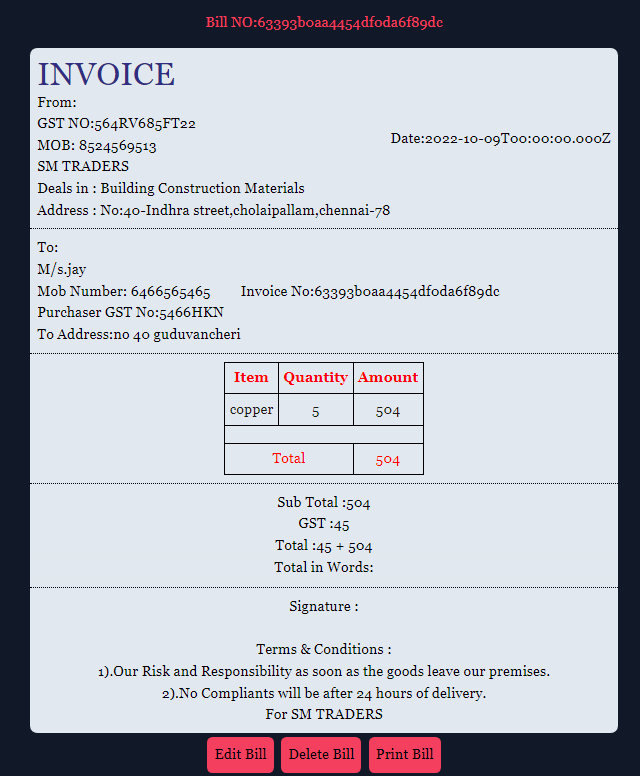 Bill NO:63393b0aa4454df0da6f89dc
INVOICE
From:
GST NO:564RV685FT22
MOB: 8524569513
Date:2022-10-09T00:00:00.000Z
SM TRADERS
Deals in : Building Construction Materials
Address : No:40-Indhra street,cholaipallam,chennai-78
To:
M/s.jay
Mob Number: 6466565465 Invoice No:63393b0aa4454df0da6f89dc
Purchaser GST No:5466HKN
To Address:no 40 guduvancheri
Item Quantity Amount
copper 5 504
Total 504
Sub Total :504
GST :45
Total :45 + 504
Total in Words:
Signature :
Terms & Conditions :
1).Our Risk and Responsibility as soon as the goods leave our premises.
2).No Compliants will be after 24 hours of delivery.
For SM TRADERS
Edit Bill Delete Bill Print Bill